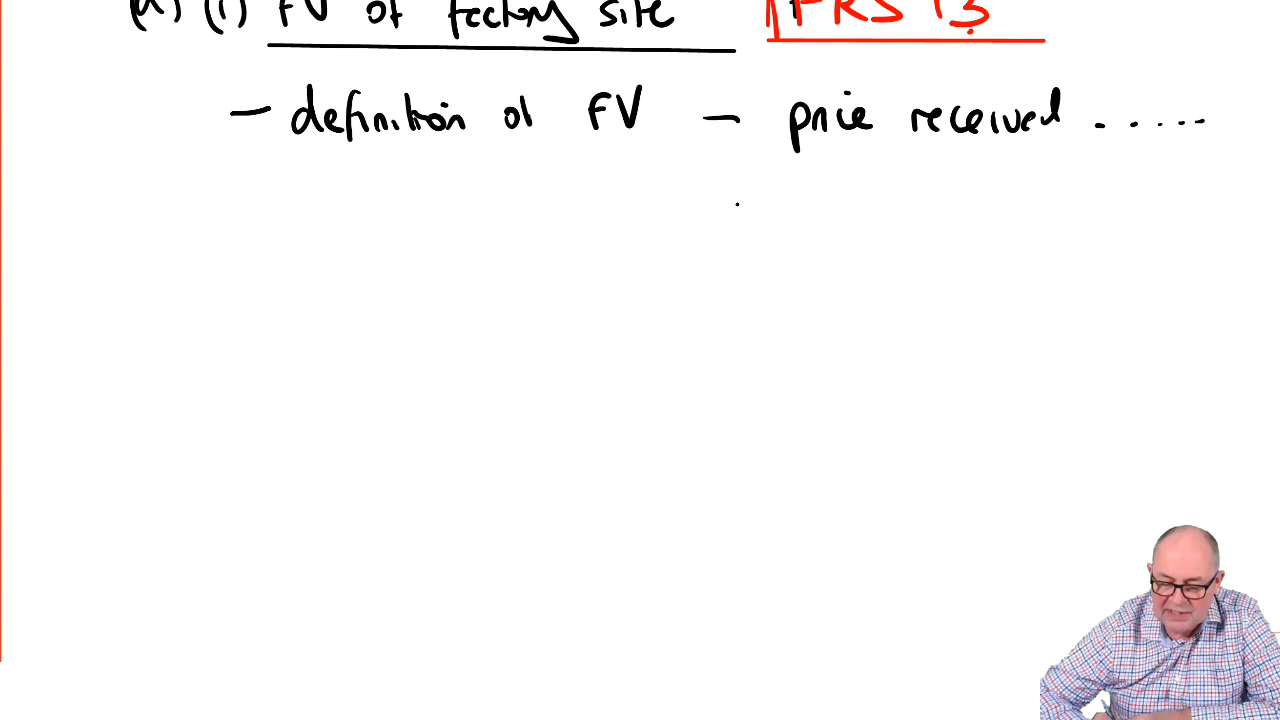 (a) (i) FV of factory site IFRS 13
— definition of FV — price received . . . . . .